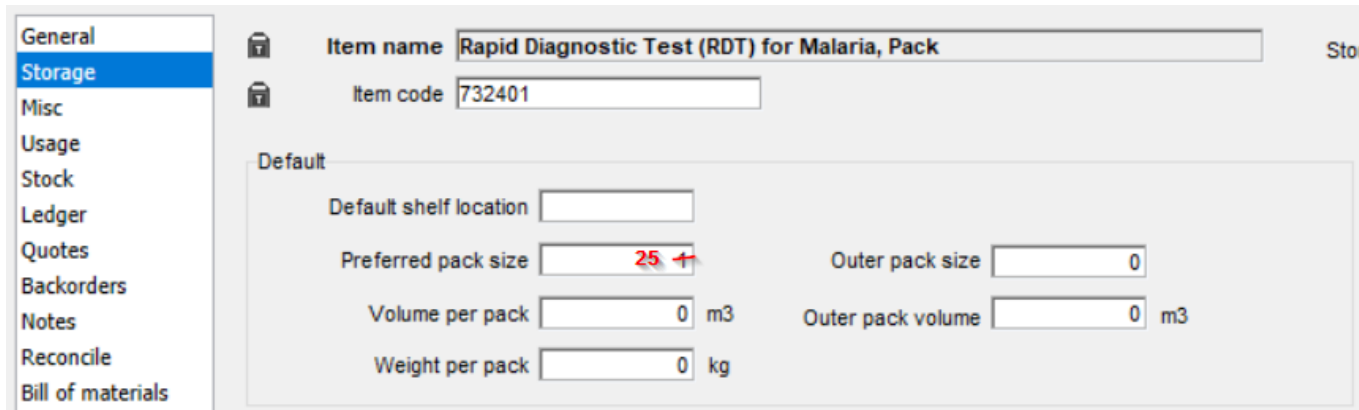 General
Storage
Misc
Usage
Stock
Ledger
Quotes
Backorders
Notes
Reconcile
Bill of materials
Item name Rapid Diagnostic Test (RDT) for Malaria, Pack
Item code 732401
Default
Default shelf location
Preferred pack size 25 1 Outer pack size 0
Volume per pack 0 m3 Outer pack volume 0 m3
Weight per pack 0 kg